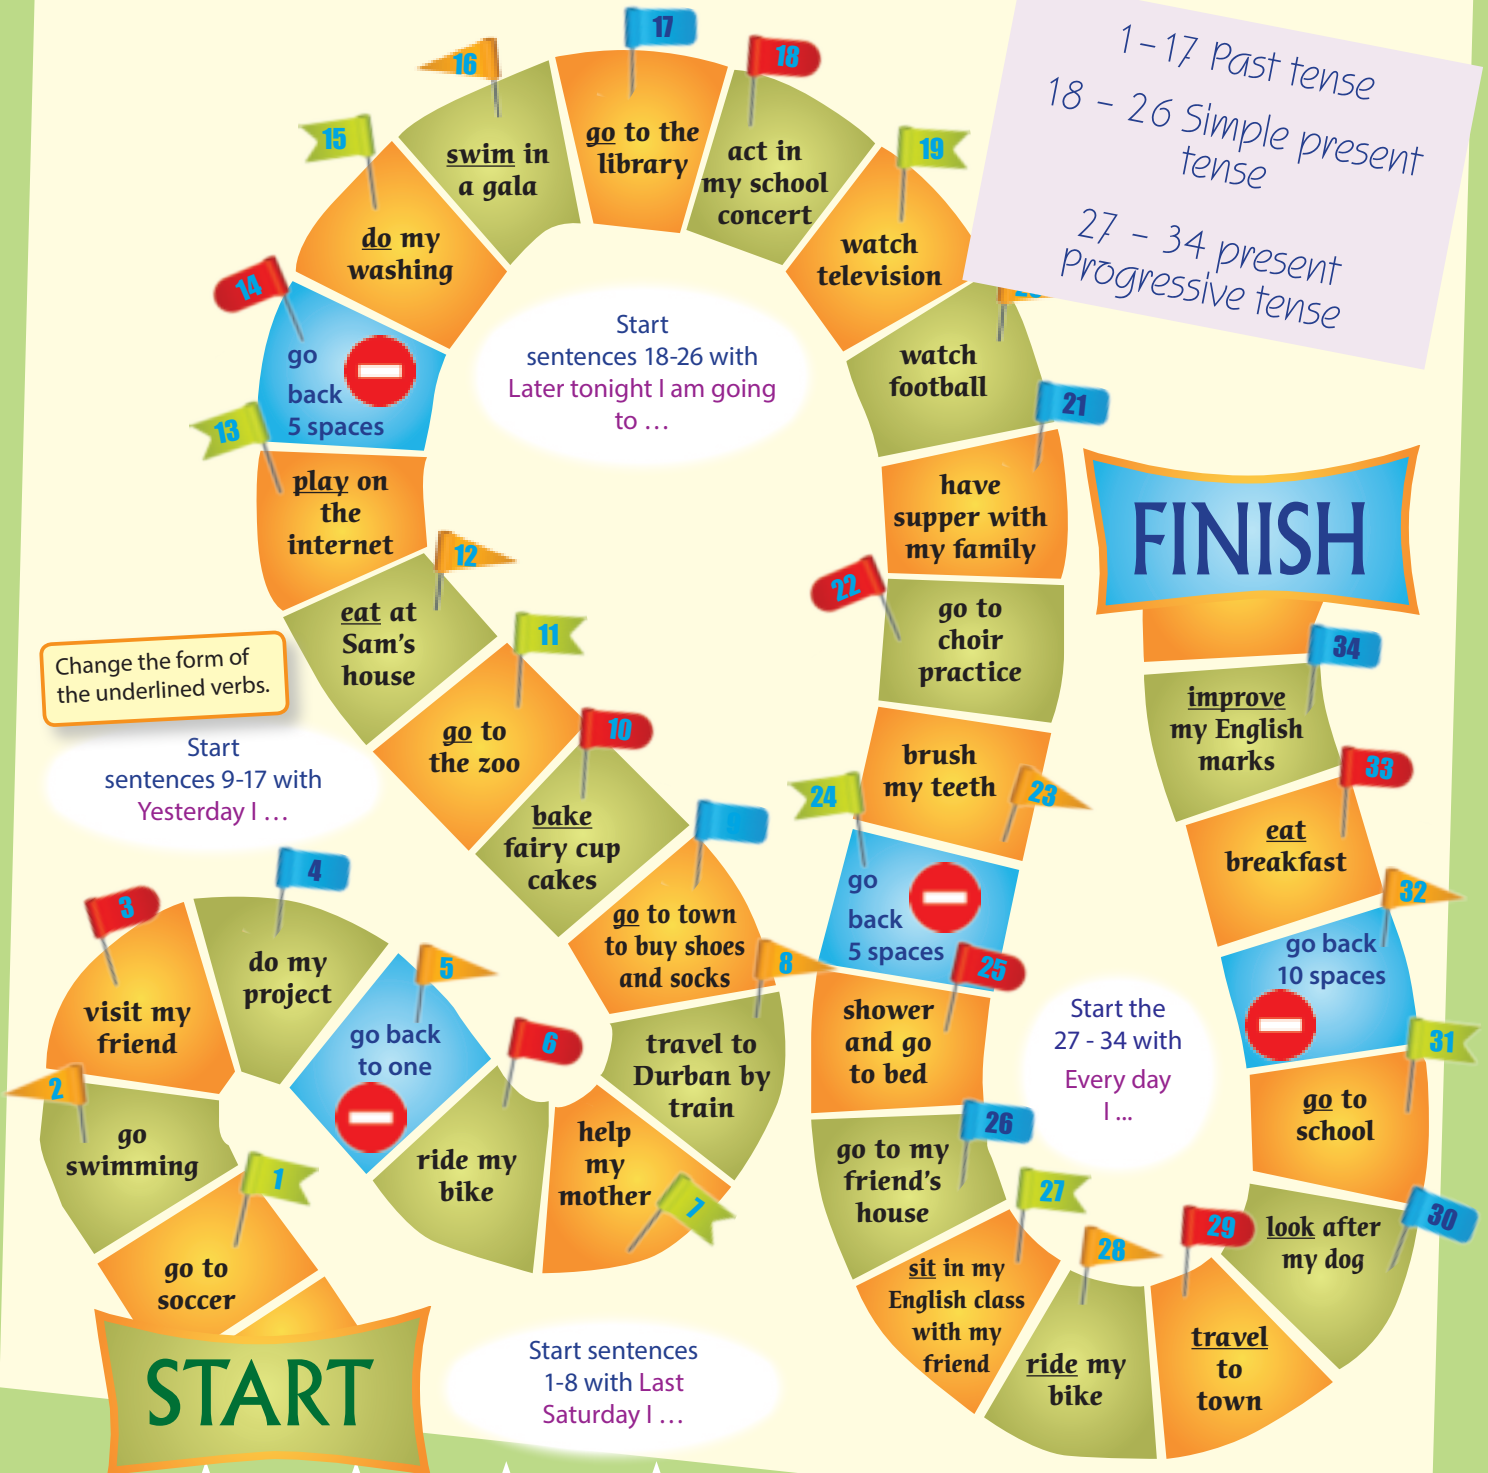 1 – 17 Past tense
18 – 26 Simple present
tense
27 – 34 present
Progressive tense
START
1
go to
soccer
2
go
swimming
3
visit my
friend
4
do my
project
5
go back
to one
6
ride my
bike
7
help
my
mother
8
travel to
Durban by
train
9
go to town
to buy shoes
and socks
10
bake
fairy cup
cakes
11
go to
the zoo
12
eat at
Sam's
house
13
play on
the
internet
14
go
back
5 spaces
15
do my
washing
16
swim in
a gala
17
go to the
library
18
act in
my school
concert
19
watch
television
watch
football
21
have
supper with
my family
22
go to
choir
practice
23
brush
my teeth
24
go
back
5 spaces
25
shower
and go
to bed
26
go to my
friend's
house
27
sit in my
English class
with my
friend
28
ride my
bike
29
travel
to
town
30
look after
my dog
31
go to
school
32
go back
10 spaces
33
eat
breakfast
34
improve
my English
marks
FINISH
Start
sentences 18-26 with
Later tonight I am going
to …
Change the form of
the underlined verbs.
Start
sentences 9-17 with
Yesterday I …
Start the
27 - 34 with
Every day
I ...
Start sentences
1-8 with Last
Saturday I …